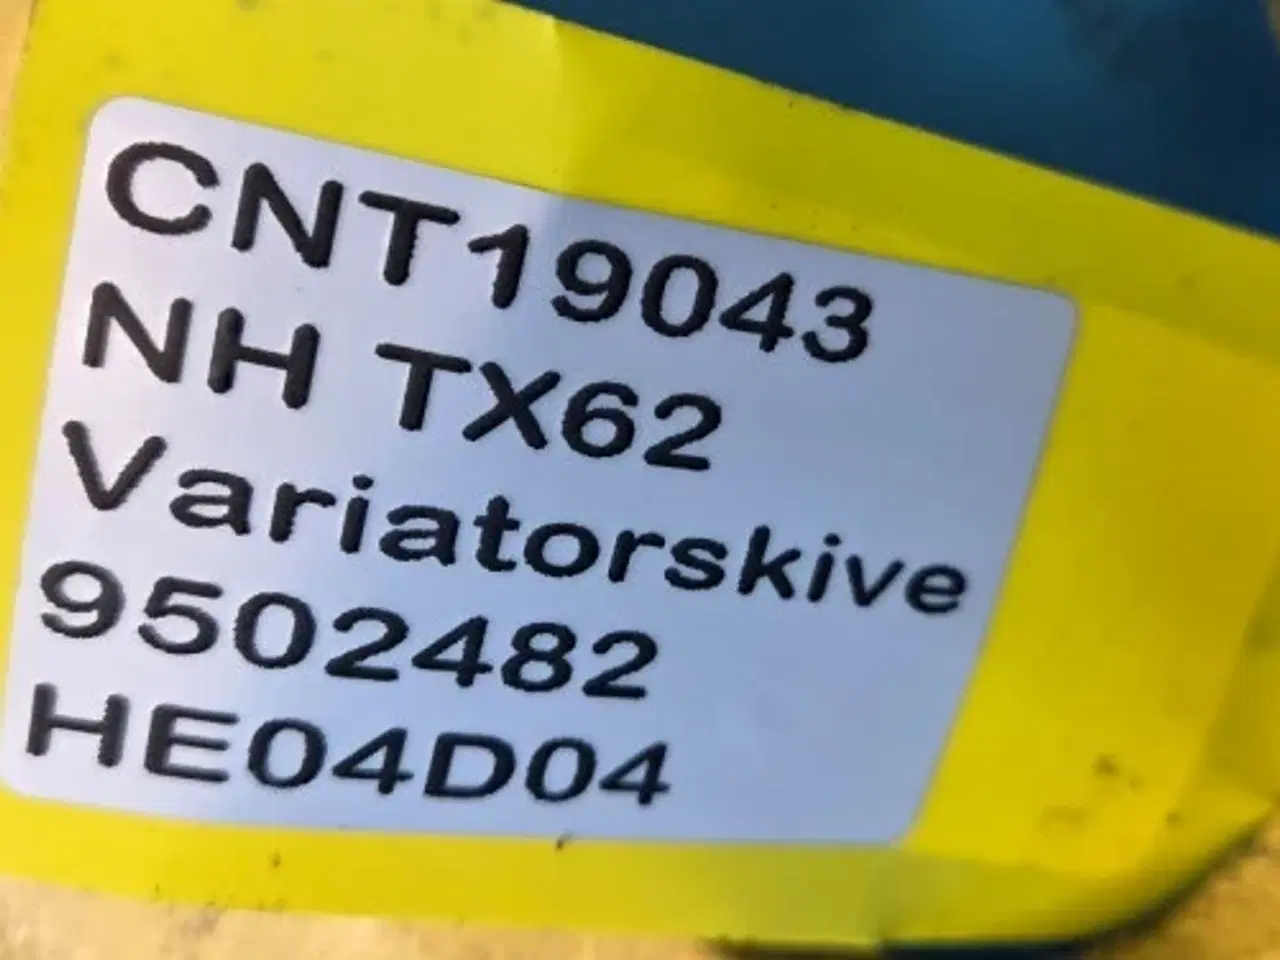 CNT19043
NH TX62
Variatorskive
9502482
HE04D04